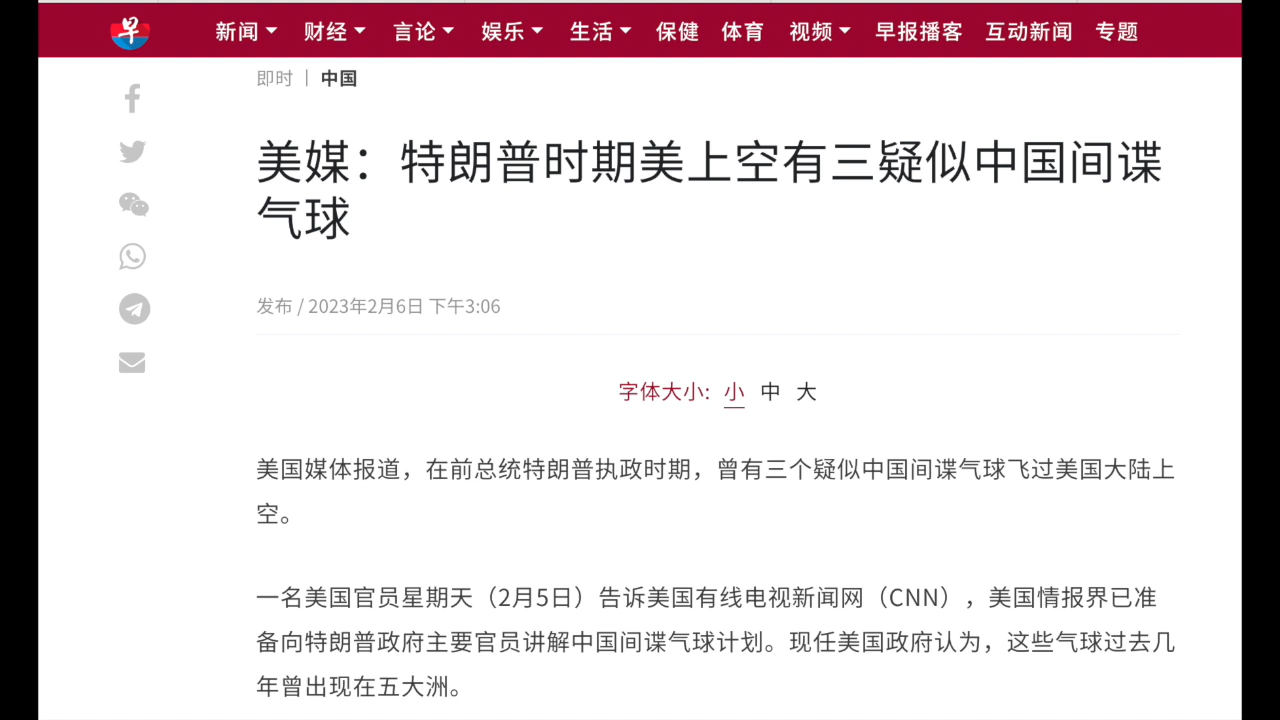 早 新闻 财经 言论 娱乐 生活 保健 体育 视频 早报播客 互动新闻 专题
即时 | 中国
美媒：特朗普时期美上空有三疑似中国间谍
气球
发布 / 2023年2月6日 下午3:06
字体大小: 小 中 大
美国媒体报道，在前总统特朗普执政时期，曾有三个疑似中国间谍气球飞过美国大陆上
空。
一名美国官员星期天（2月5日）告诉美国有线电视新闻网（CNN），美国情报界已准
备向特朗普政府主要官员讲解中国间谍气球计划。现任美国政府认为，这些气球过去几
年曾出现在五大洲。